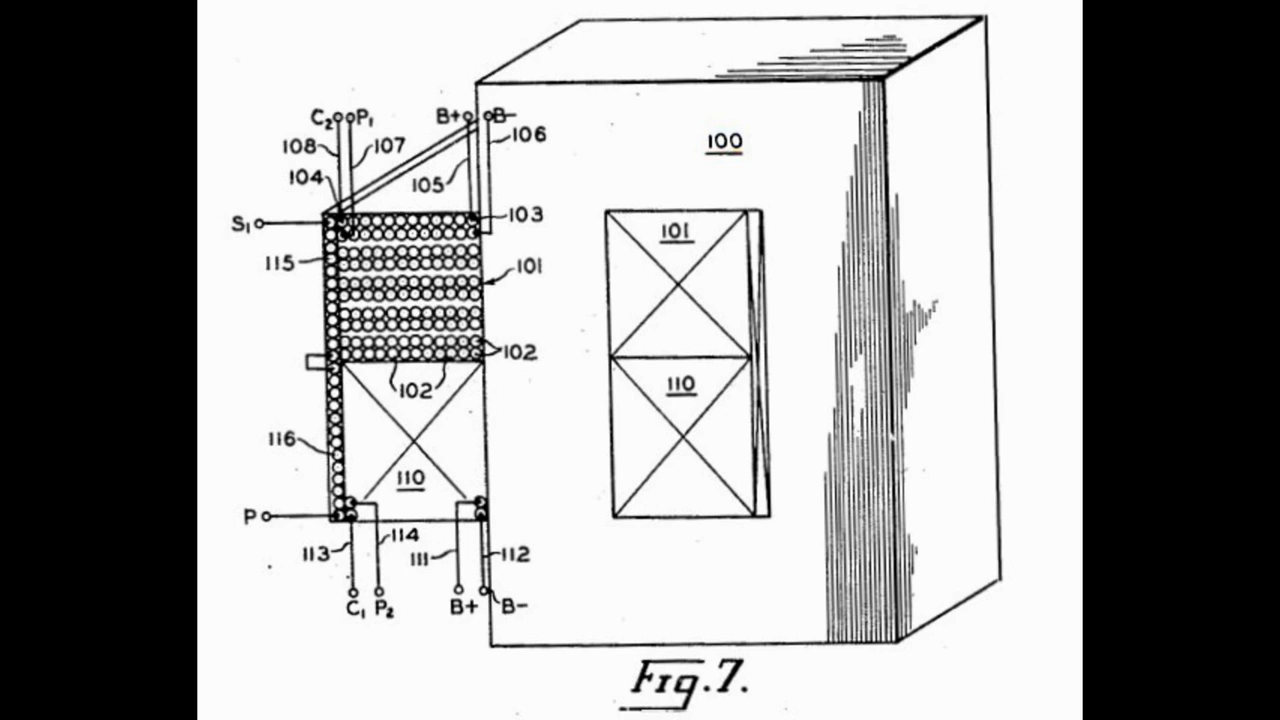 C₂ P₁ B+ B-
108 107 106
100
104 105
S₁ 103
101
115 101
102
102 110
116
110
P
113 114 111 112
C₁ P₂ B+ B-
Fig. 7.